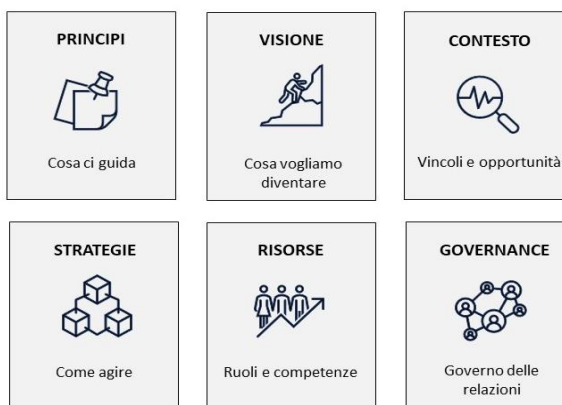 PRINCIPI
Cosa ci guida
VISIONE
Cosa vogliamo
diventare
CONTESTO
Vincoli e opportunità
STRATEGIE
Come agire
RISORSE
Ruoli e competenze
GOVERNANCE
Governo delle
relazioni